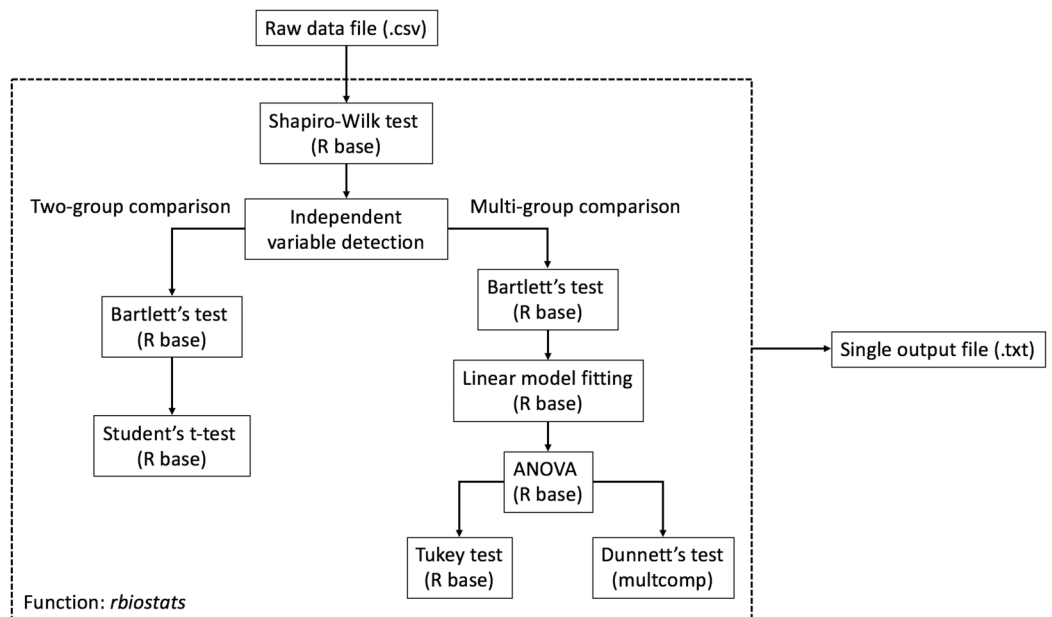 Raw data file (.csv)
Shapiro-Wilk test
(R base)
Two-group comparison
Independent
variable detection
Multi-group comparison
Bartlett’s test
(R base)
Bartlett’s test
(R base)
Linear model fitting
(R base)
Student’s t-test
(R base)
ANOVA
(R base)
Tukey test
(R base)
Dunnett’s test
(multcomp)
Single output file (.txt)
Function: rbiostats